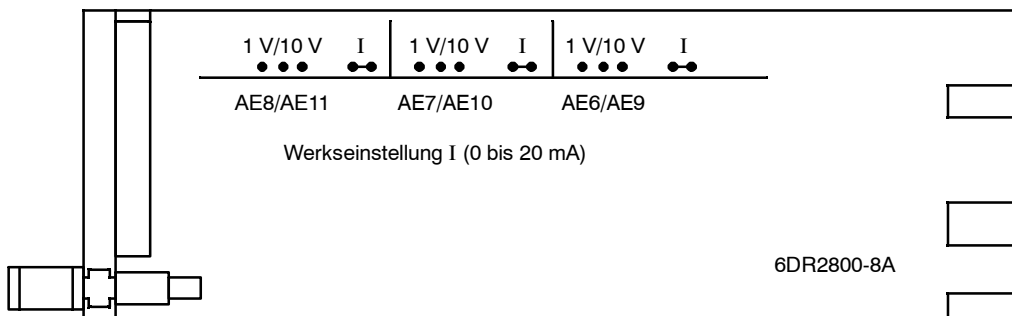 1 V/10 V I 1 V/10 V I 1 V/10 V I
AE8/AE11 AE7/AE10 AE6/AE9
Werkseinstellung I (0 bis 20 mA)
6DR2800-8A